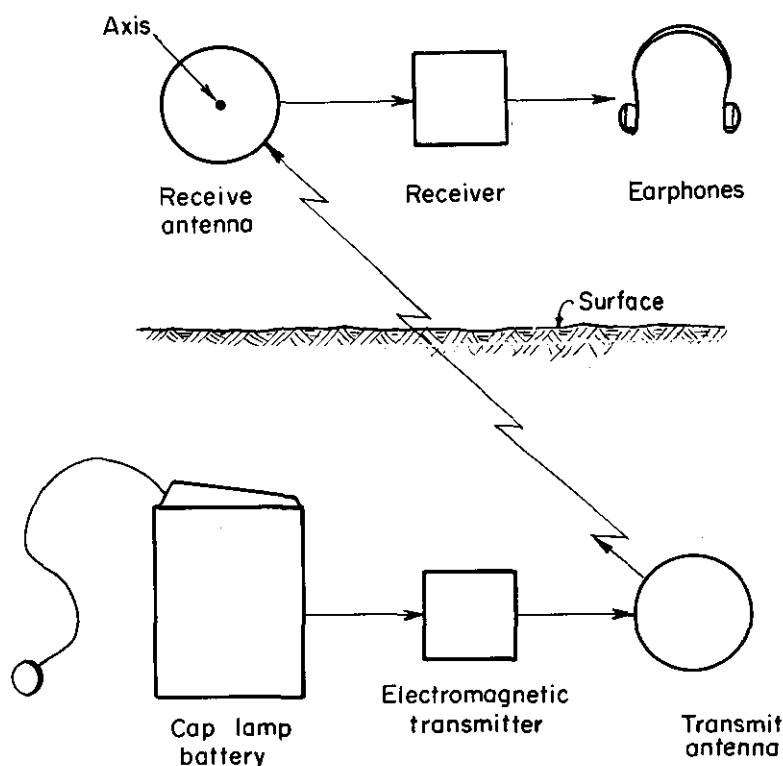 Axis
Receive
antenna
Receiver
Earphones
Surface
Cap lamp
battery
Electromagnetic
transmitter
Transmit
antenna